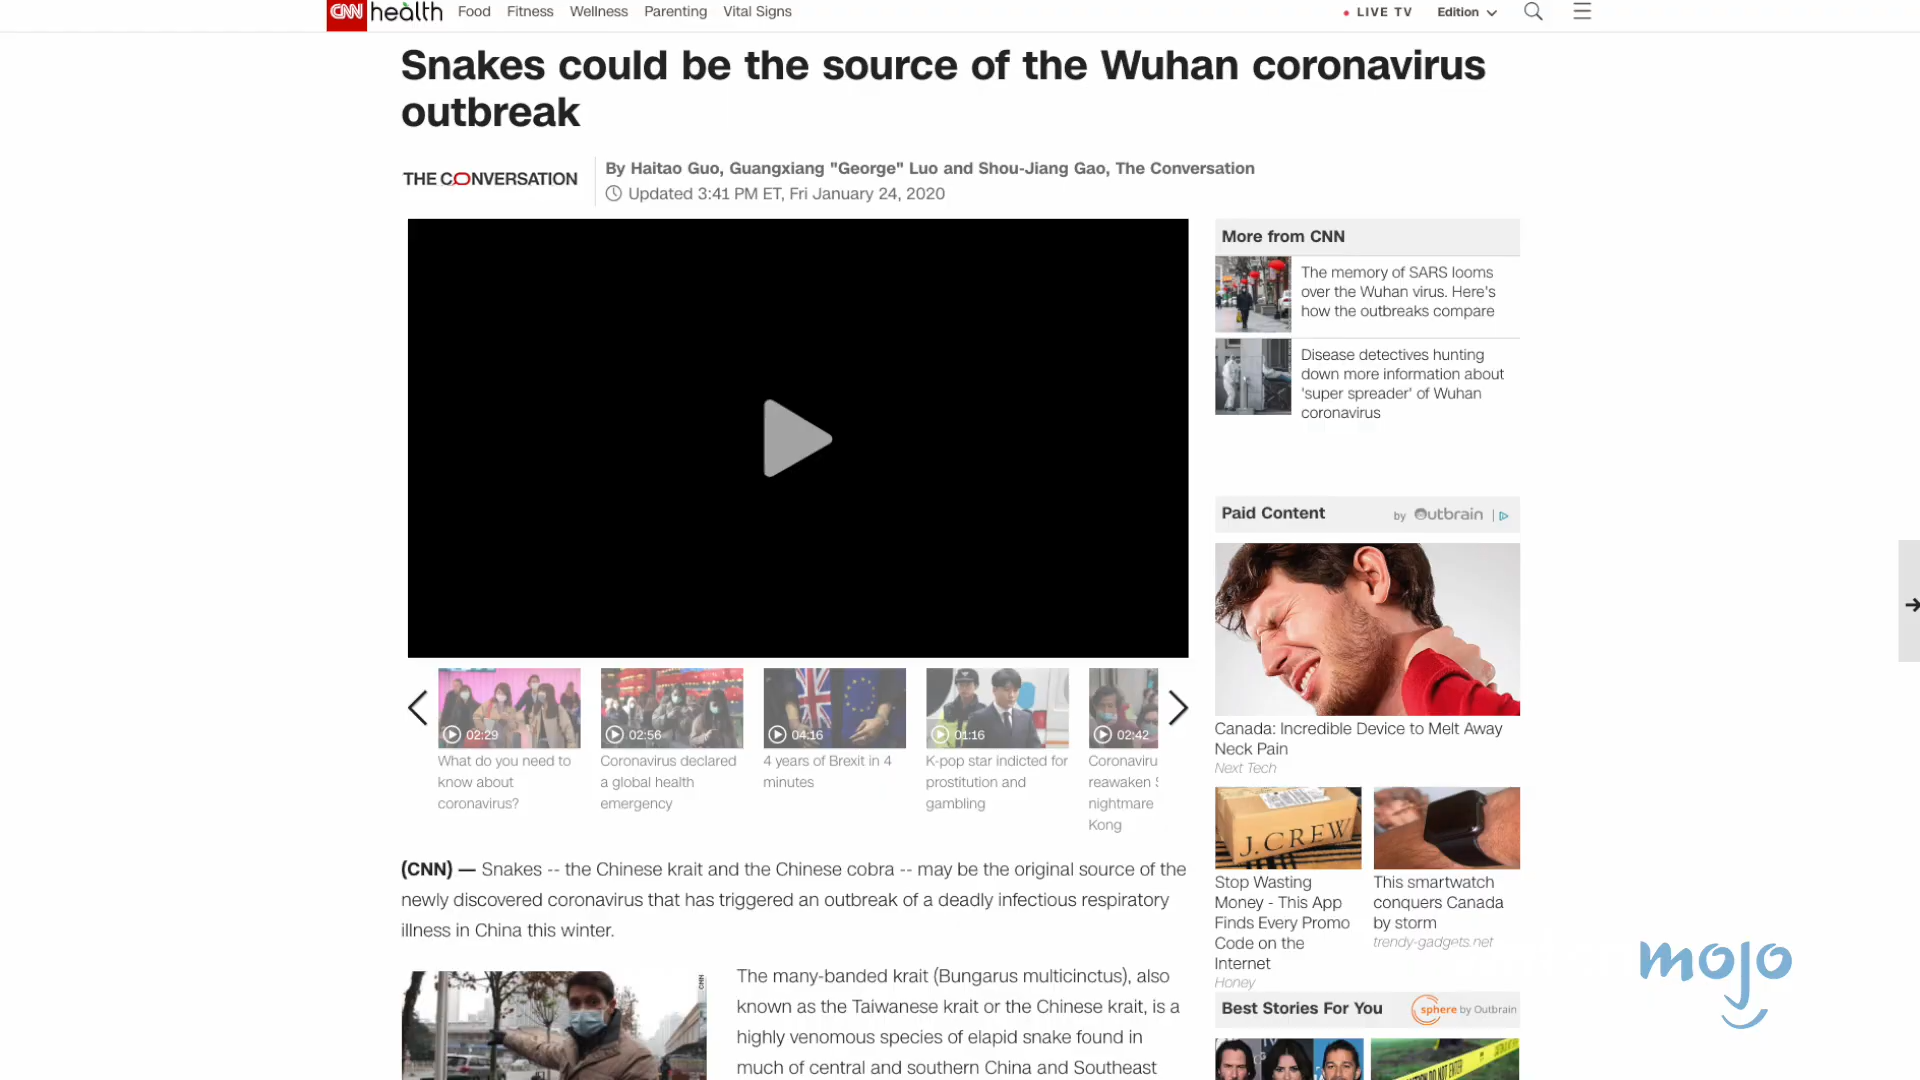 CNN health Food Fitness Wellness Parenting Vital Signs LIVE TV Edition
Snakes could be the source of the Wuhan coronavirus
outbreak
THE CONVERSATION
By Haitao Guo, Guangxiang "George" Luo and Shou-Jiang Gao, The Conversation
Updated 3:41 PM ET, Fri January 24, 2020
More from CNN
The memory of SARS looms
over the Wuhan virus. Here's
how the outbreaks compare
Disease detectives hunting
down more information about
'super spreader' of Wuhan
coronavirus
Paid Content by Outbrain
Canada: Incredible Device to Melt Away
Neck Pain
Next Tech
02:29
What do you need to
know about
coronavirus?
02:56
Coronavirus declared
a global health
emergency
04:16
4 years of Brexit in 4
minutes
01:16
K-pop star indicted for
prostitution and
gambling
02:42
Coronaviru
reawaken S
nightmare
Kong
J.CREW
Stop Wasting
Money - This App
Finds Every Promo
Code on the
Internet
Honey
This smartwatch
conquers Canada
by storm
trendy-gadgets.net
(CNN) — Snakes -- the Chinese krait and the Chinese cobra -- may be the original source of the
newly discovered coronavirus that has triggered an outbreak of a deadly infectious respiratory
illness in China this winter.
CNN
The many-banded krait (Bungarus multicinctus), also
known as the Taiwanese krait or the Chinese krait, is a
highly venomous species of elapid snake found in
much of central and southern China and Southeast
Best Stories For You sphere by Outbrain
DO NOT ENTER
mojo